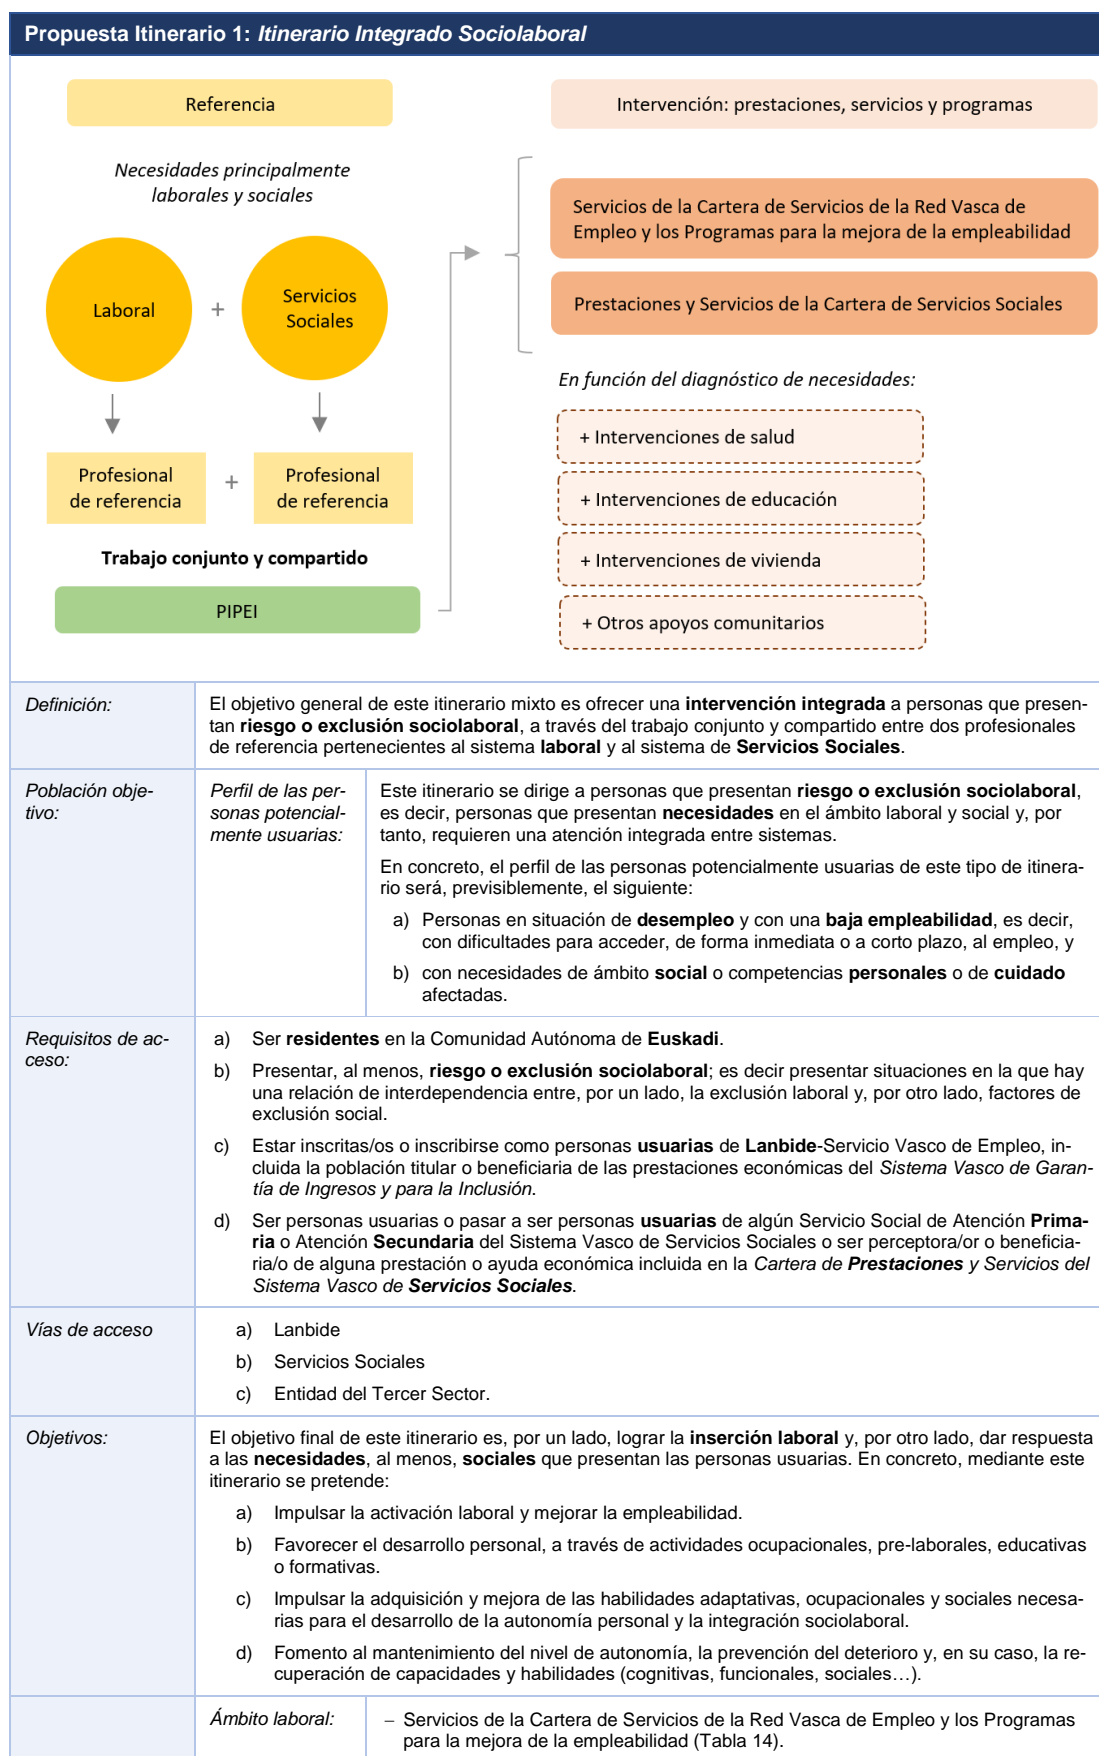 Propuesta Itinerario 1: Itinerario Integrado Sociolaboral
Referencia
Necesidades principalmente
laborales y sociales
Laboral
+
Servicios
Sociales
Profesional
de referencia
+
Profesional
de referencia
Trabajo conjunto y compartido
PIPEI
Intervención: prestaciones, servicios y programas
Servicios de la Cartera de Servicios de la Red Vasca de
Empleo y los Programas para la mejora de la empleabilidad
Prestaciones y Servicios de la Cartera de Servicios Sociales
En función del diagnóstico de necesidades:
+ Intervenciones de salud
+ Intervenciones de educación
+ Intervenciones de vivienda
+ Otros apoyos comunitarios
Definición:
El objetivo general de este itinerario mixto es ofrecer una intervención integrada a personas que presen-
tan riesgo o exclusión sociolaboral, a través del trabajo conjunto y compartido entre dos profesionales
de referencia pertenecientes al sistema laboral y al sistema de Servicios Sociales.
Población obje-
tivo:
Perfil de las per-
sonas potencial-
mente usuarias:
Este itinerario se dirige a personas que presentan riesgo o exclusión sociolaboral,
es decir, personas que presentan necesidades en el ámbito laboral y social y, por
tanto, requieren una atención integrada entre sistemas.
En concreto, el perfil de las personas potencialmente usuarias de este tipo de itinera-
rio será, previsiblemente, el siguiente:
a) Personas en situación de desempleo y con una baja empleabilidad, es decir,
con dificultades para acceder, de forma inmediata o a corto plazo, al empleo, y
b) con necesidades de ámbito social o competencias personales o de cuidado
afectadas.
Requisitos de ac-
ceso:
a) Ser residentes en la Comunidad Autónoma de Euskadi.
b) Presentar, al menos, riesgo o exclusión sociolaboral; es decir presentar situaciones en la que hay
una relación de interdependencia entre, por un lado, la exclusión laboral y, por otro lado, factores de
exclusión social.
c) Estar inscritas/os o inscribirse como personas usuarias de Lanbide-Servicio Vasco de Empleo, in-
cluida la población titular o beneficiaria de las prestaciones económicas del Sistema Vasco de Garan-
tía de Ingresos y para la Inclusión.
d) Ser personas usuarias o pasar a ser personas usuarias de algún Servicio Social de Atención Prima-
ria o Atención Secundaria del Sistema Vasco de Servicios Sociales o ser perceptora/or o beneficia-
ria/o de alguna prestación o ayuda económica incluida en la Cartera de Prestaciones y Servicios del
Sistema Vasco de Servicios Sociales.
Vías de acceso
a) Lanbide
b) Servicios Sociales
c) Entidad del Tercer Sector.
Objetivos:
El objetivo final de este itinerario es, por un lado, lograr la inserción laboral y, por otro lado, dar respuesta
a las necesidades, al menos, sociales que presentan las personas usuarias. En concreto, mediante este
itinerario se pretende:
a) Impulsar la activación laboral y mejorar la empleabilidad.
b) Favorecer el desarrollo personal, a través de actividades ocupacionales, pre-laborales, educativas
o formativas.
c) Impulsar la adquisición y mejora de las habilidades adaptativas, ocupacionales y sociales necesa-
rias para el desarrollo de la autonomía personal y la integración sociolaboral.
d) Fomento al mantenimiento del nivel de autonomía, la prevención del deterioro y, en su caso, la re-
cuperación de capacidades y habilidades (cognitivas, funcionales, sociales…).
Ámbito laboral:
– Servicios de la Cartera de Servicios de la Red Vasca de Empleo y los Programas
para la mejora de la empleabilidad (Tabla 14).